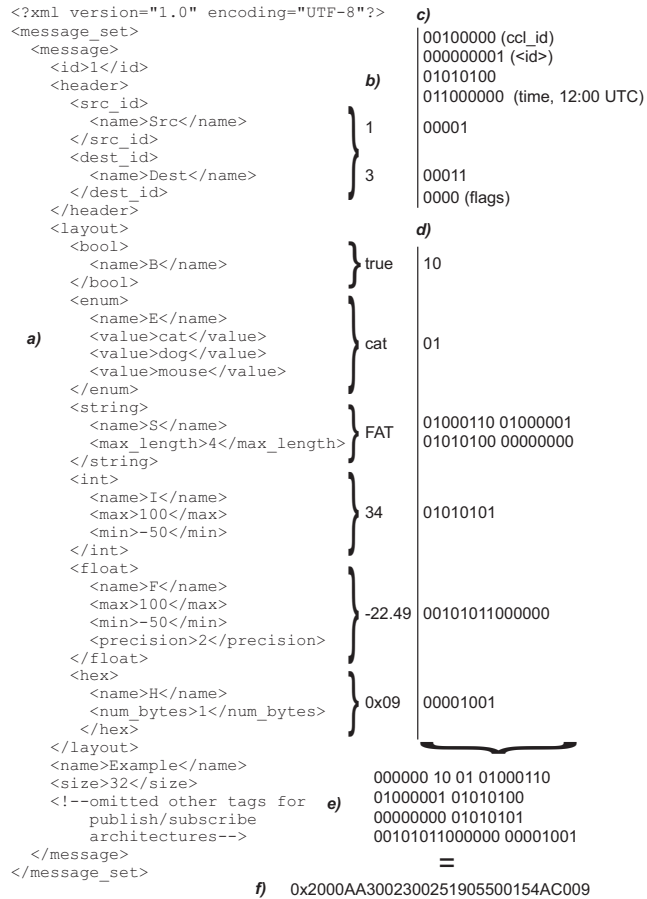 <?xml version="1.0" encoding="UTF-8"?>
<message_set>
<message>
<id>1</id>
<header>
<src_id>
<name>Src</name>
</src_id>
<dest_id>
<name>Dest</name>
</dest_id>
</header>
<layout>
<bool>
<name>B</name>
</bool>
<enum>
<name>E</name>
a) <value>cat</value>
<value>dog</value>
<value>mouse</value>
</enum>
<string>
<name>S</name>
<max_length>4</max_length>
</string>
<int>
<name>I</name>
<max>100</max>
<min>-50</min>
</int>
<float>
<name>F</name>
<max>100</max>
<min>-50</min>
<precision>2</precision>
</float>
<hex>
<name>H</name>
<num_bytes>1</num_bytes>
</hex>
</layout>
<name>Example</name>
<size>32</size>
<!--omitted other tags for
publish/subscribe
architectures-->
</message>
</message_set>
b)
1
3
true
cat
FAT
34
-22.49
0x09
c)
00100000 (ccl_id)
000000001 (<id>)
01010100
011000000 (time, 12:00 UTC)
00001
00011
0000 (flags)
d)
10
01
01000110 01000001
01010100 00000000
01010101
00101011000000
00001001
e)
000000 10 01 01000110
01000001 01010100
00000000 01010101
00101011000000 00001001
=
f) 0x2000AA3002300251905500154AC009